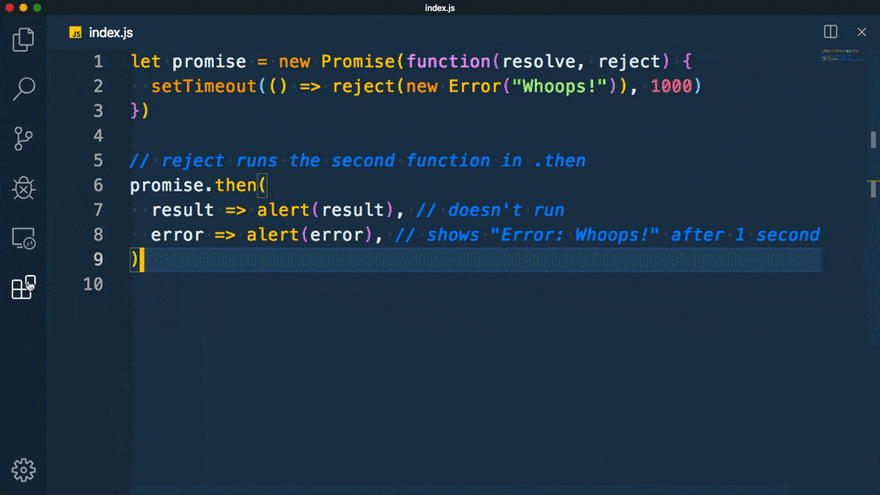 index.js
JS index.js
1 let promise = new Promise(function(resolve, reject) {
2   setTimeout(() => reject(new Error("Whoops!")), 1000)
3 })
4
5 // reject runs the second function in .then
6 promise.then(
7   result => alert(result), // doesn't run
8   error => alert(error), // shows "Error: Whoops!" after 1 second
9 )
10